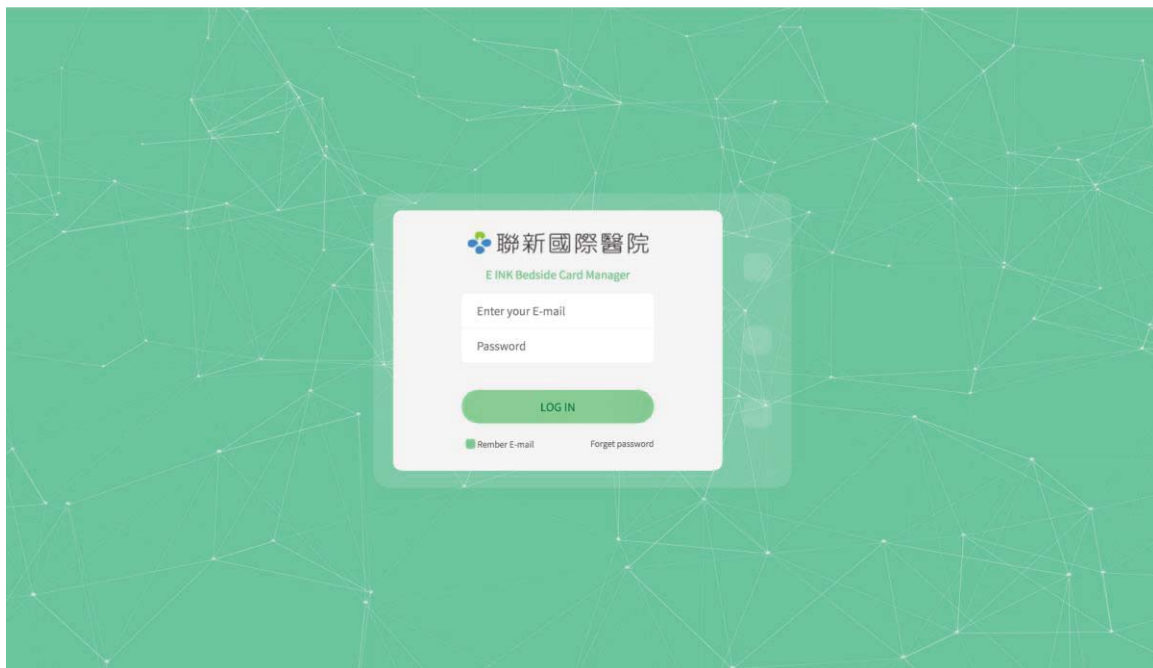 聯新國際醫院
E INK Bedside Card Manager
Enter your E-mail
Password
LOG IN
Rember E-mail
Forget password